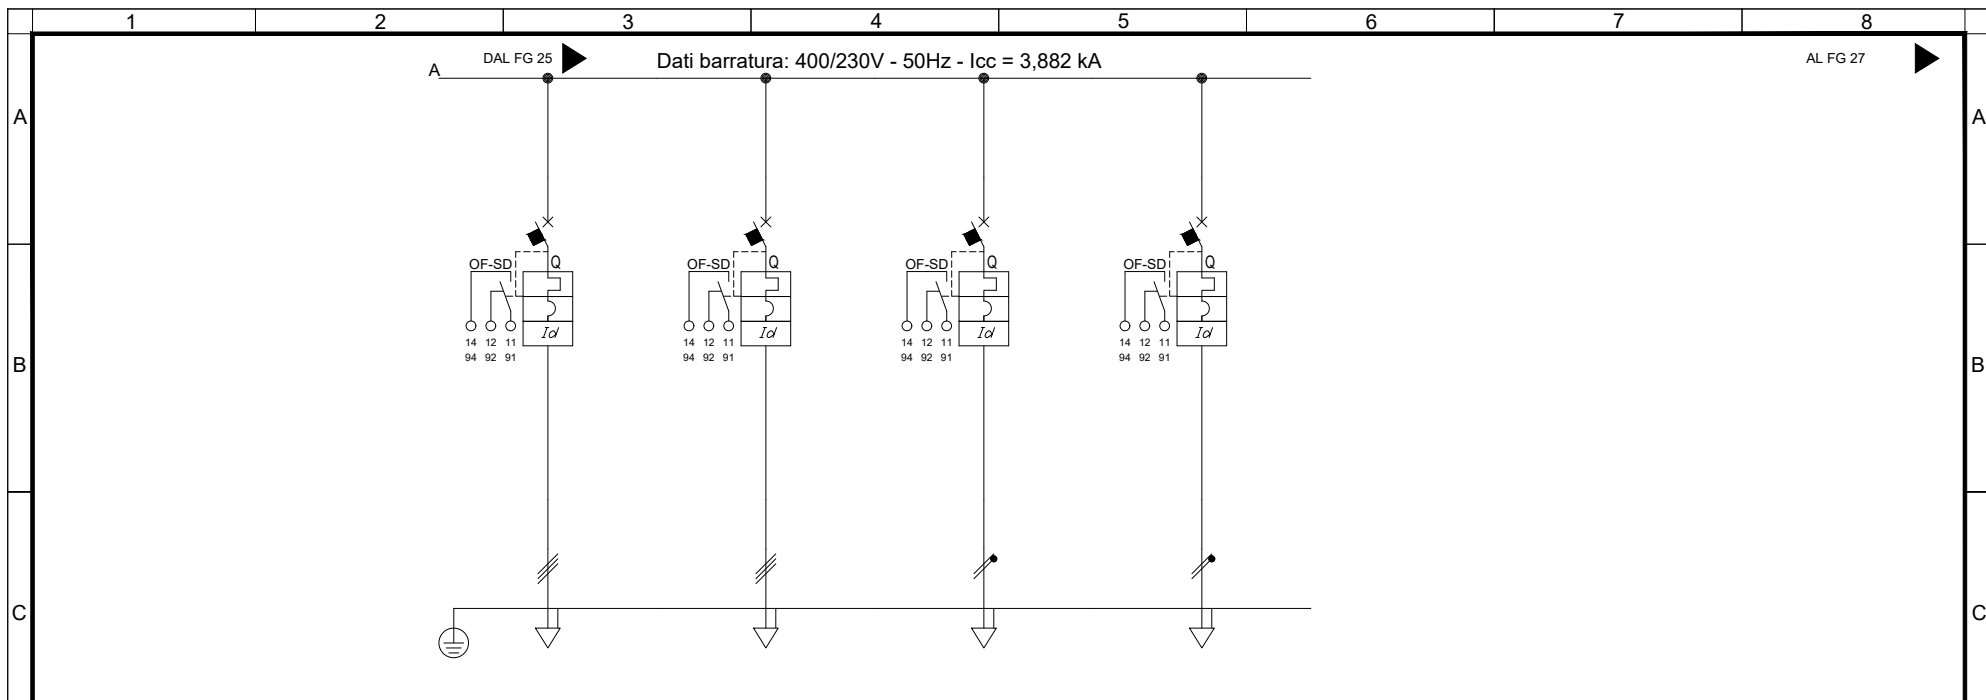 1 2 3 4 5 6 7 8
DAL FG 25 Dati barratura: 400/230V - 50Hz - Icc = 3,882 kA AL FG 27
A
A A
OF-SD Q OF-SD Q OF-SD Q OF-SD Q
Id Id Id Id
14 12 11 14 12 11 14 12 11 14 12 11
94 92 91 94 92 91 94 92 91 94 92 91
B B
C C